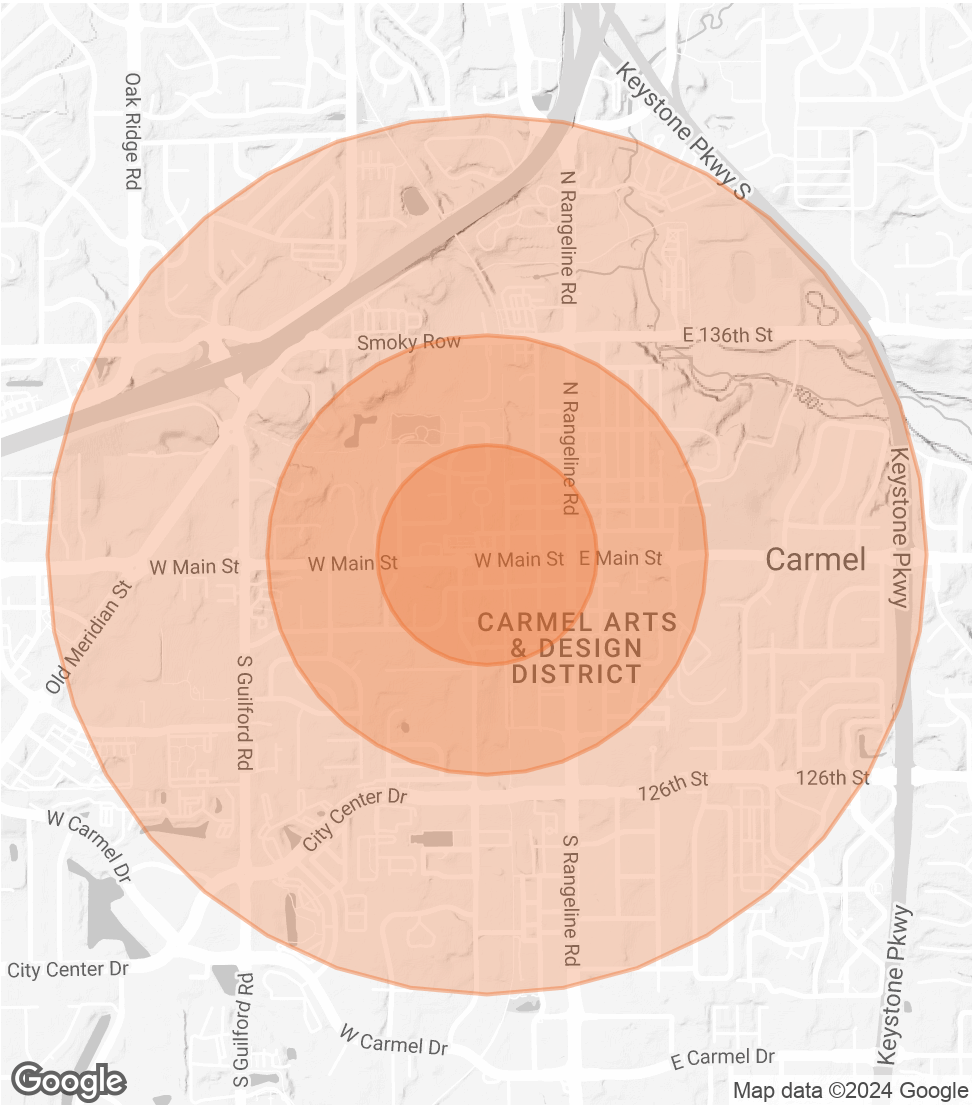 Oak Ridge Rd
Keystone Pkwy S
N Rangeline Rd
Smoky Row
E 136th St
N Rangeline Rd
800'
Keystone Pkwy
W Main St
W Main St
W Main St
E Main St
Carmel
Old Meridian St
CARMEL ARTS
& DESIGN
DISTRICT
S Guilford Rd
126th St
126th St
City Center Dr
W Carmel Dr
S Rangeline Rd
Keystone Pkwy
City Center Dr
S Guilford Rd
W Carmel Dr
E Carmel Dr
Google
Map data ©2024 Google